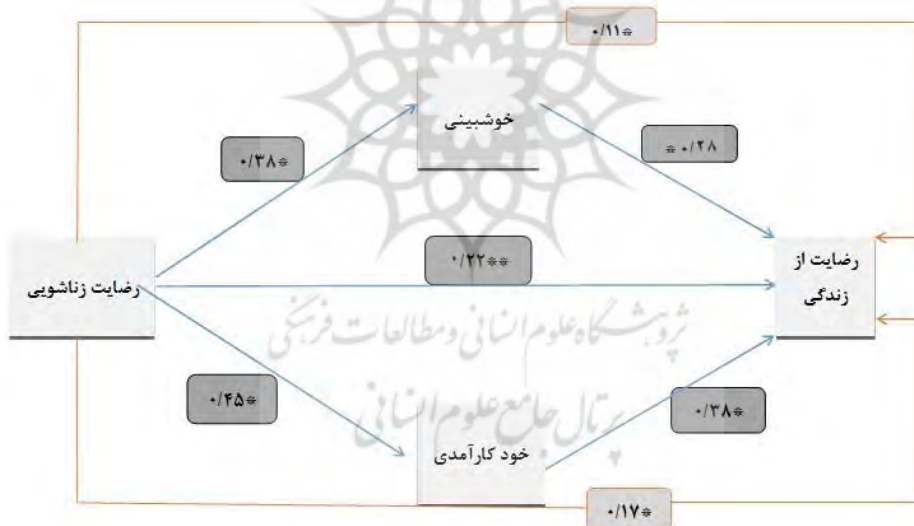 ۰/۱۱*
خوشبینی
۰/۳۸*
* ۰/۲۸
رضایت زناشویی
۰/۲۲**
رضایت از
زندگی
پژوهشگاه علوم انسانی و مطالعات فرهنگی
۰/۴۵*
۰/۳۸*
پرتال جامع علوم انسانی
خود کارآمدی
۰/۱۷*